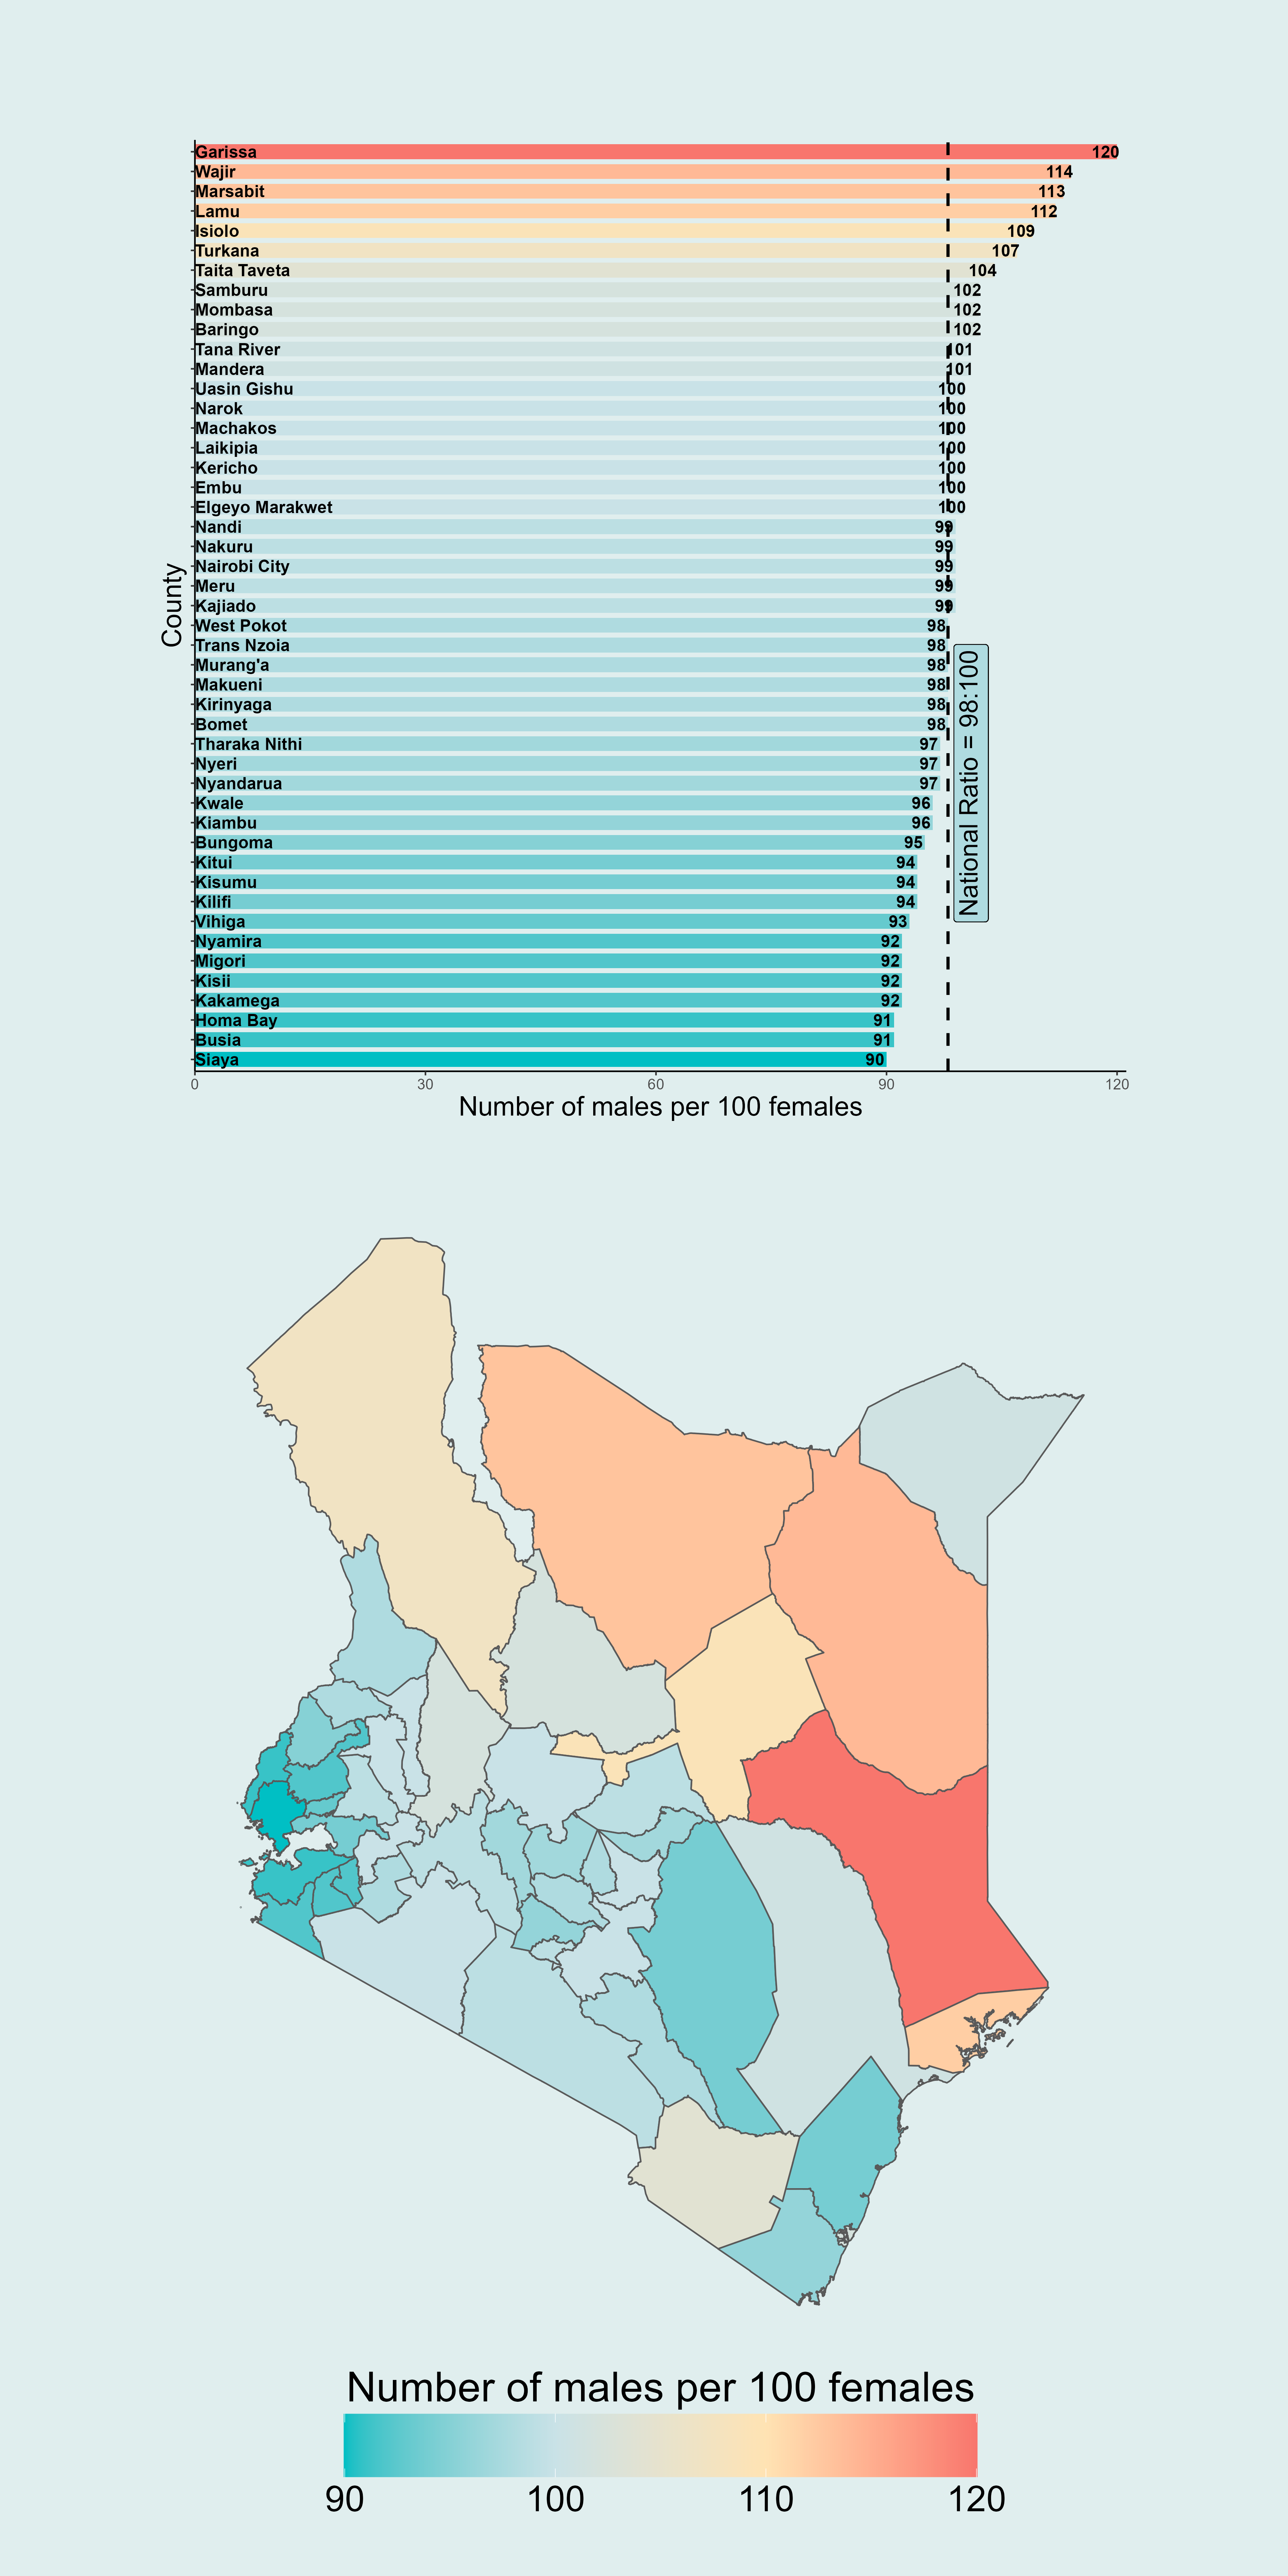 Garissa 120
Wajir 114
Marsabit 113
Lamu 112
Isiolo 109
Turkana 107
Taita Taveta 104
Samburu 102
Mombasa 102
Baringo 102
Tana River 101
Mandera 101
Uasin Gishu 100
Narok 100
Machakos 100
Laikipia 100
Kericho 100
Embu 100
Elgeyo Marakwet 100
Nandi 99
Nakuru 99
Nairobi City 99
Meru 99
Kajiado 99
West Pokot 98
Trans Nzoia 98
Murang'a 98
Makueni 98
Kirinyaga 98
Bomet 98
Tharaka Nithi 97
Nyeri 97
Nyandarua 97
Kwale 96
Kiambu 96
Bungoma 95
Kitui 94
Kisumu 94
Kilifi 94
Vihiga 93
Nyamira 92
Migori 92
Kisii 92
Kakamega 92
Homa Bay 91
Busia 91
Siaya 90
County
National Ratio = 98:100
0 30 60 90 120
Number of males per 100 females
Number of males per 100 females
90 100 110 120